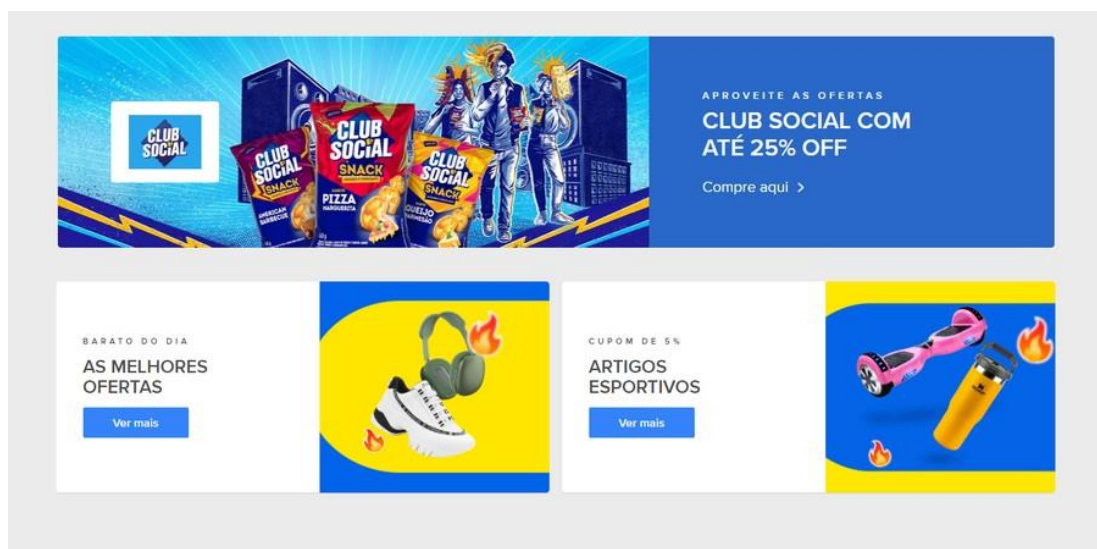 CLUB
SOCIAL
CLUB
SOCIAL
SNACK
AMERICAN
BARBECUE
CLUB
SOCIAL
SNACK
PIZZA
MARGUERITA
CLUB
SOCIAL
SNACK
QUEIJO
PARMESÃO
APROVEITE AS OFERTAS
CLUB SOCIAL COM
ATÉ 25% OFF
Compre aqui >
BARATO DO DIA
AS MELHORES
OFERTAS
Ver mais
CUPOM DE 5%
ARTIGOS
ESPORTIVOS
Ver mais